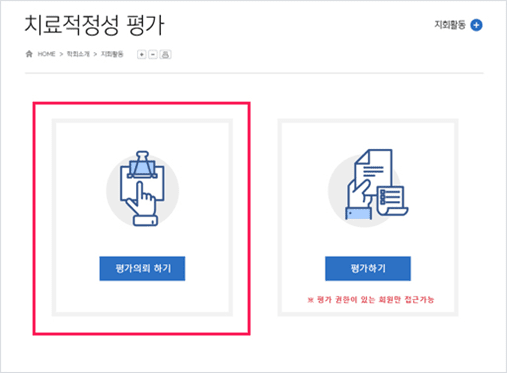 치료적정성 평가
지회활동
HOME > 학회소개 > 지회활동
평가의뢰 하기
평가하기
※ 평가 권한이 있는 회원만 접근가능